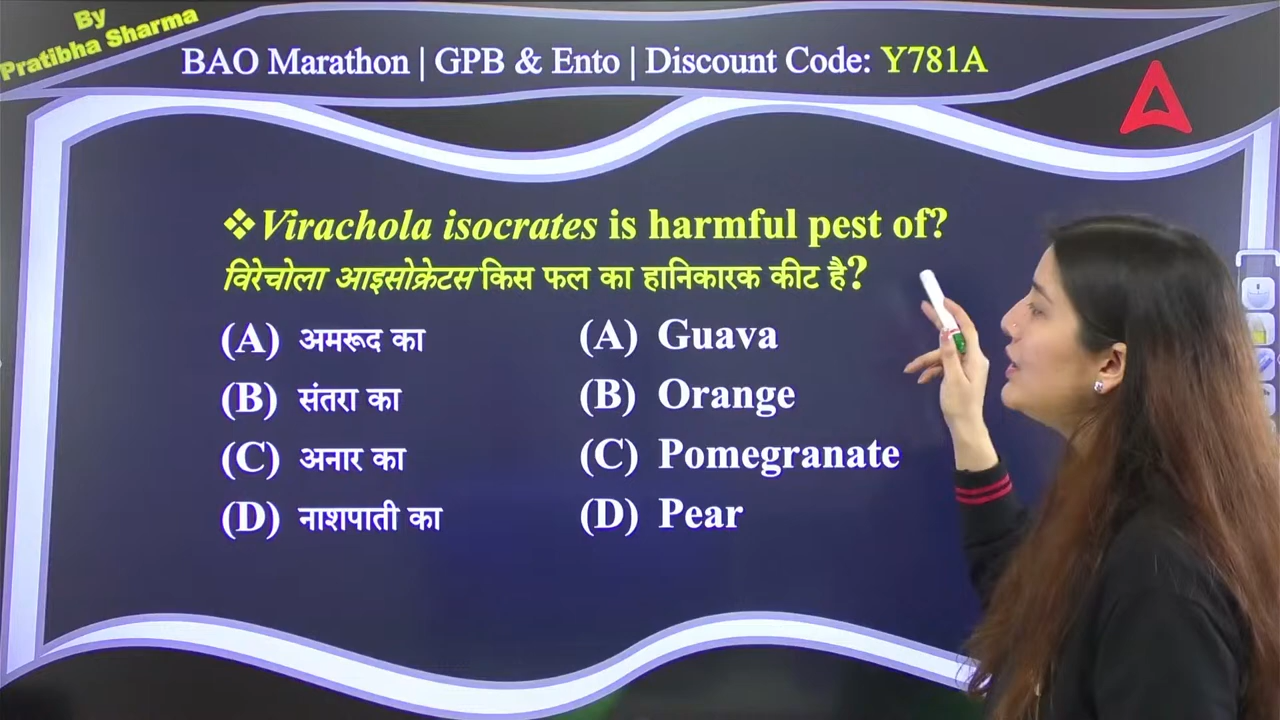 By
Pratibha Sharma
BAO Marathon | GPB & Ento | Discount Code: Y781A
❖Virachola isocrates is harmful pest of?
विरेचोला आइसोक्रेटस किस फल का हानिकारक कीट है?
(A) अमरूद का
(B) संतरा का
(C) अनार का
(D) नाशपाती का
(A) Guava
(B) Orange
(C) Pomegranate
(D) Pear